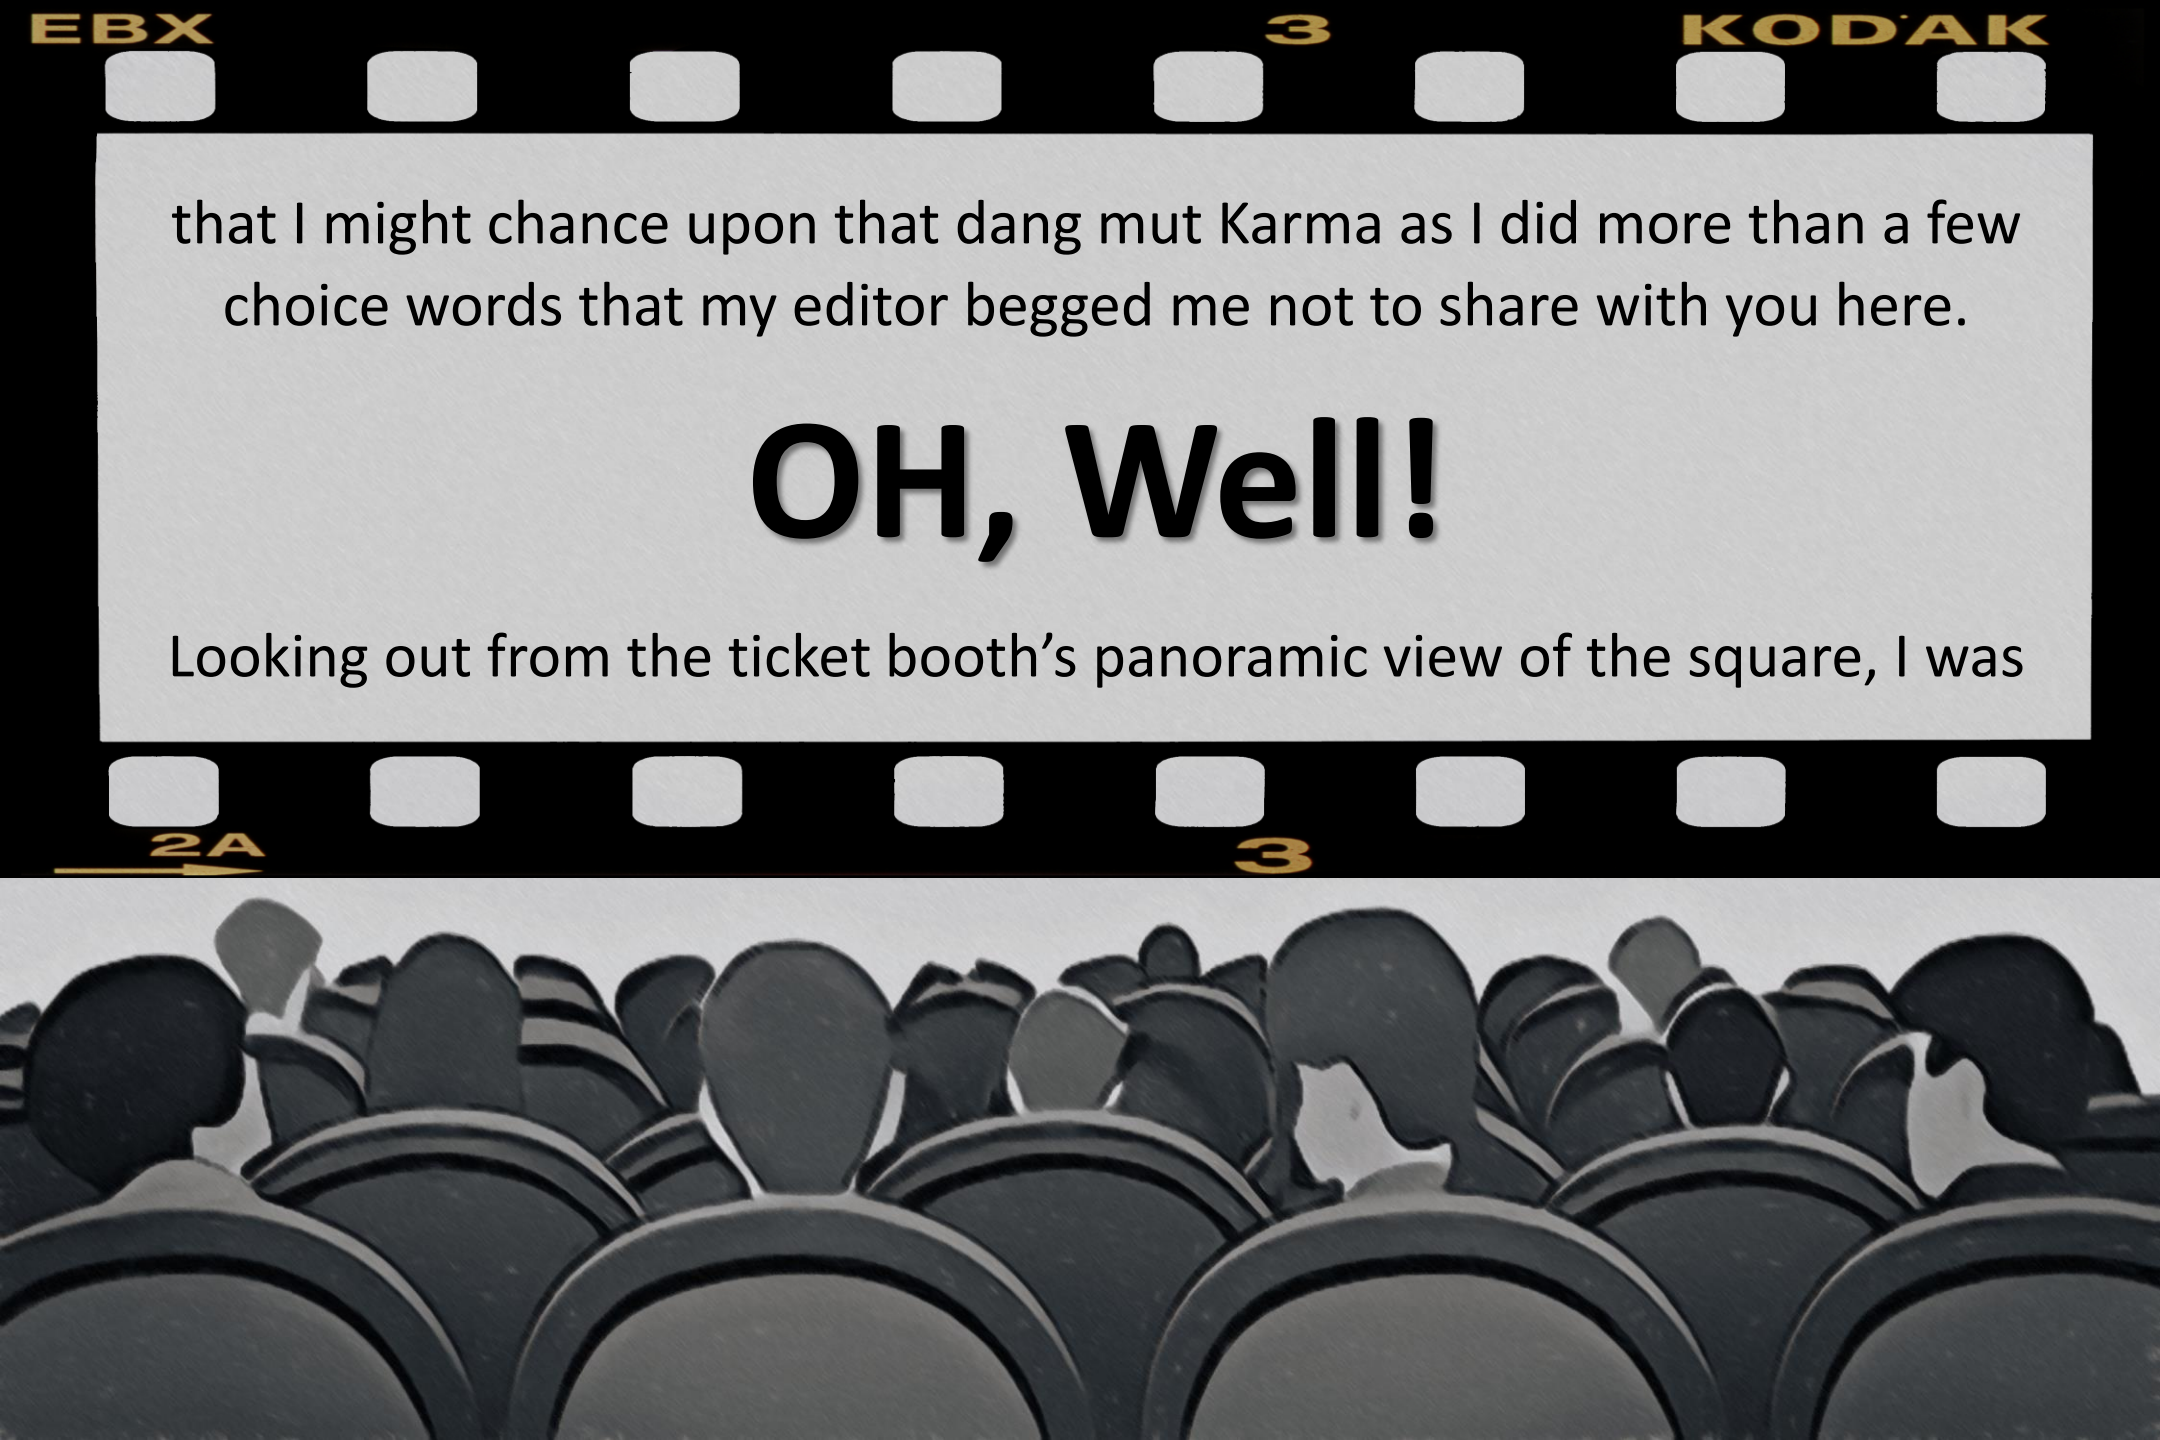 EBX 3 KODAK
that I might chance upon that dang mut Karma as I did more than a few
choice words that my editor begged me not to share with you here.
OH, Well!
Looking out from the ticket booth’s panoramic view of the square, I was
2A 3